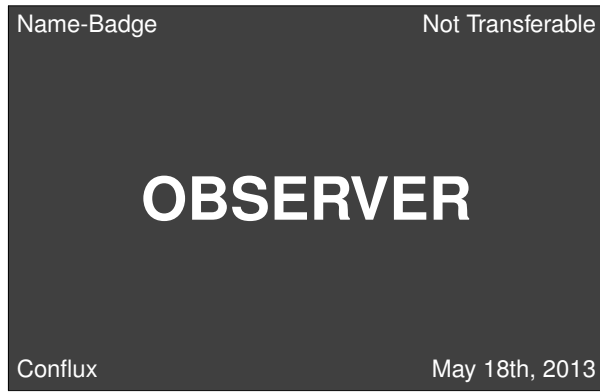 Name-Badge Not Transferable
OBSERVER
Conflux May 18th, 2013